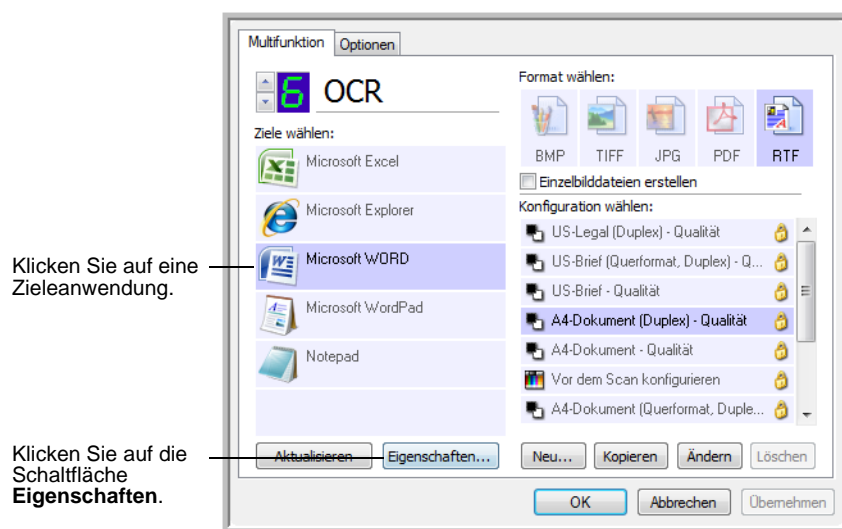 Multifunktion
Optionen
6
OCR
Format wählen:
BMP
TIFF
JPG
PDF
RTF
Einzelbilddateien erstellen
Ziele wählen:
Microsoft Excel
Microsoft Explorer
Microsoft WORD
Microsoft WordPad
Notepad
Konfiguration wählen:
US-Legal (Duplex) - Qualität
US-Brief (Querformat, Duplex) - Q...
US-Brief - Qualität
A4-Dokument (Duplex) - Qualität
A4-Dokument - Qualität
Vor dem Scan konfigurieren
A4-Dokument (Querformat, Duple...
Klicken Sie auf eine
Zieleanwendung.
Klicken Sie auf die
Schaltfläche
Eigenschaften.
Aktualisieren
Eigenschaften...
Neu...
Kopieren
Ändern
Löschen
OK
Abbrechen
Übernehmen